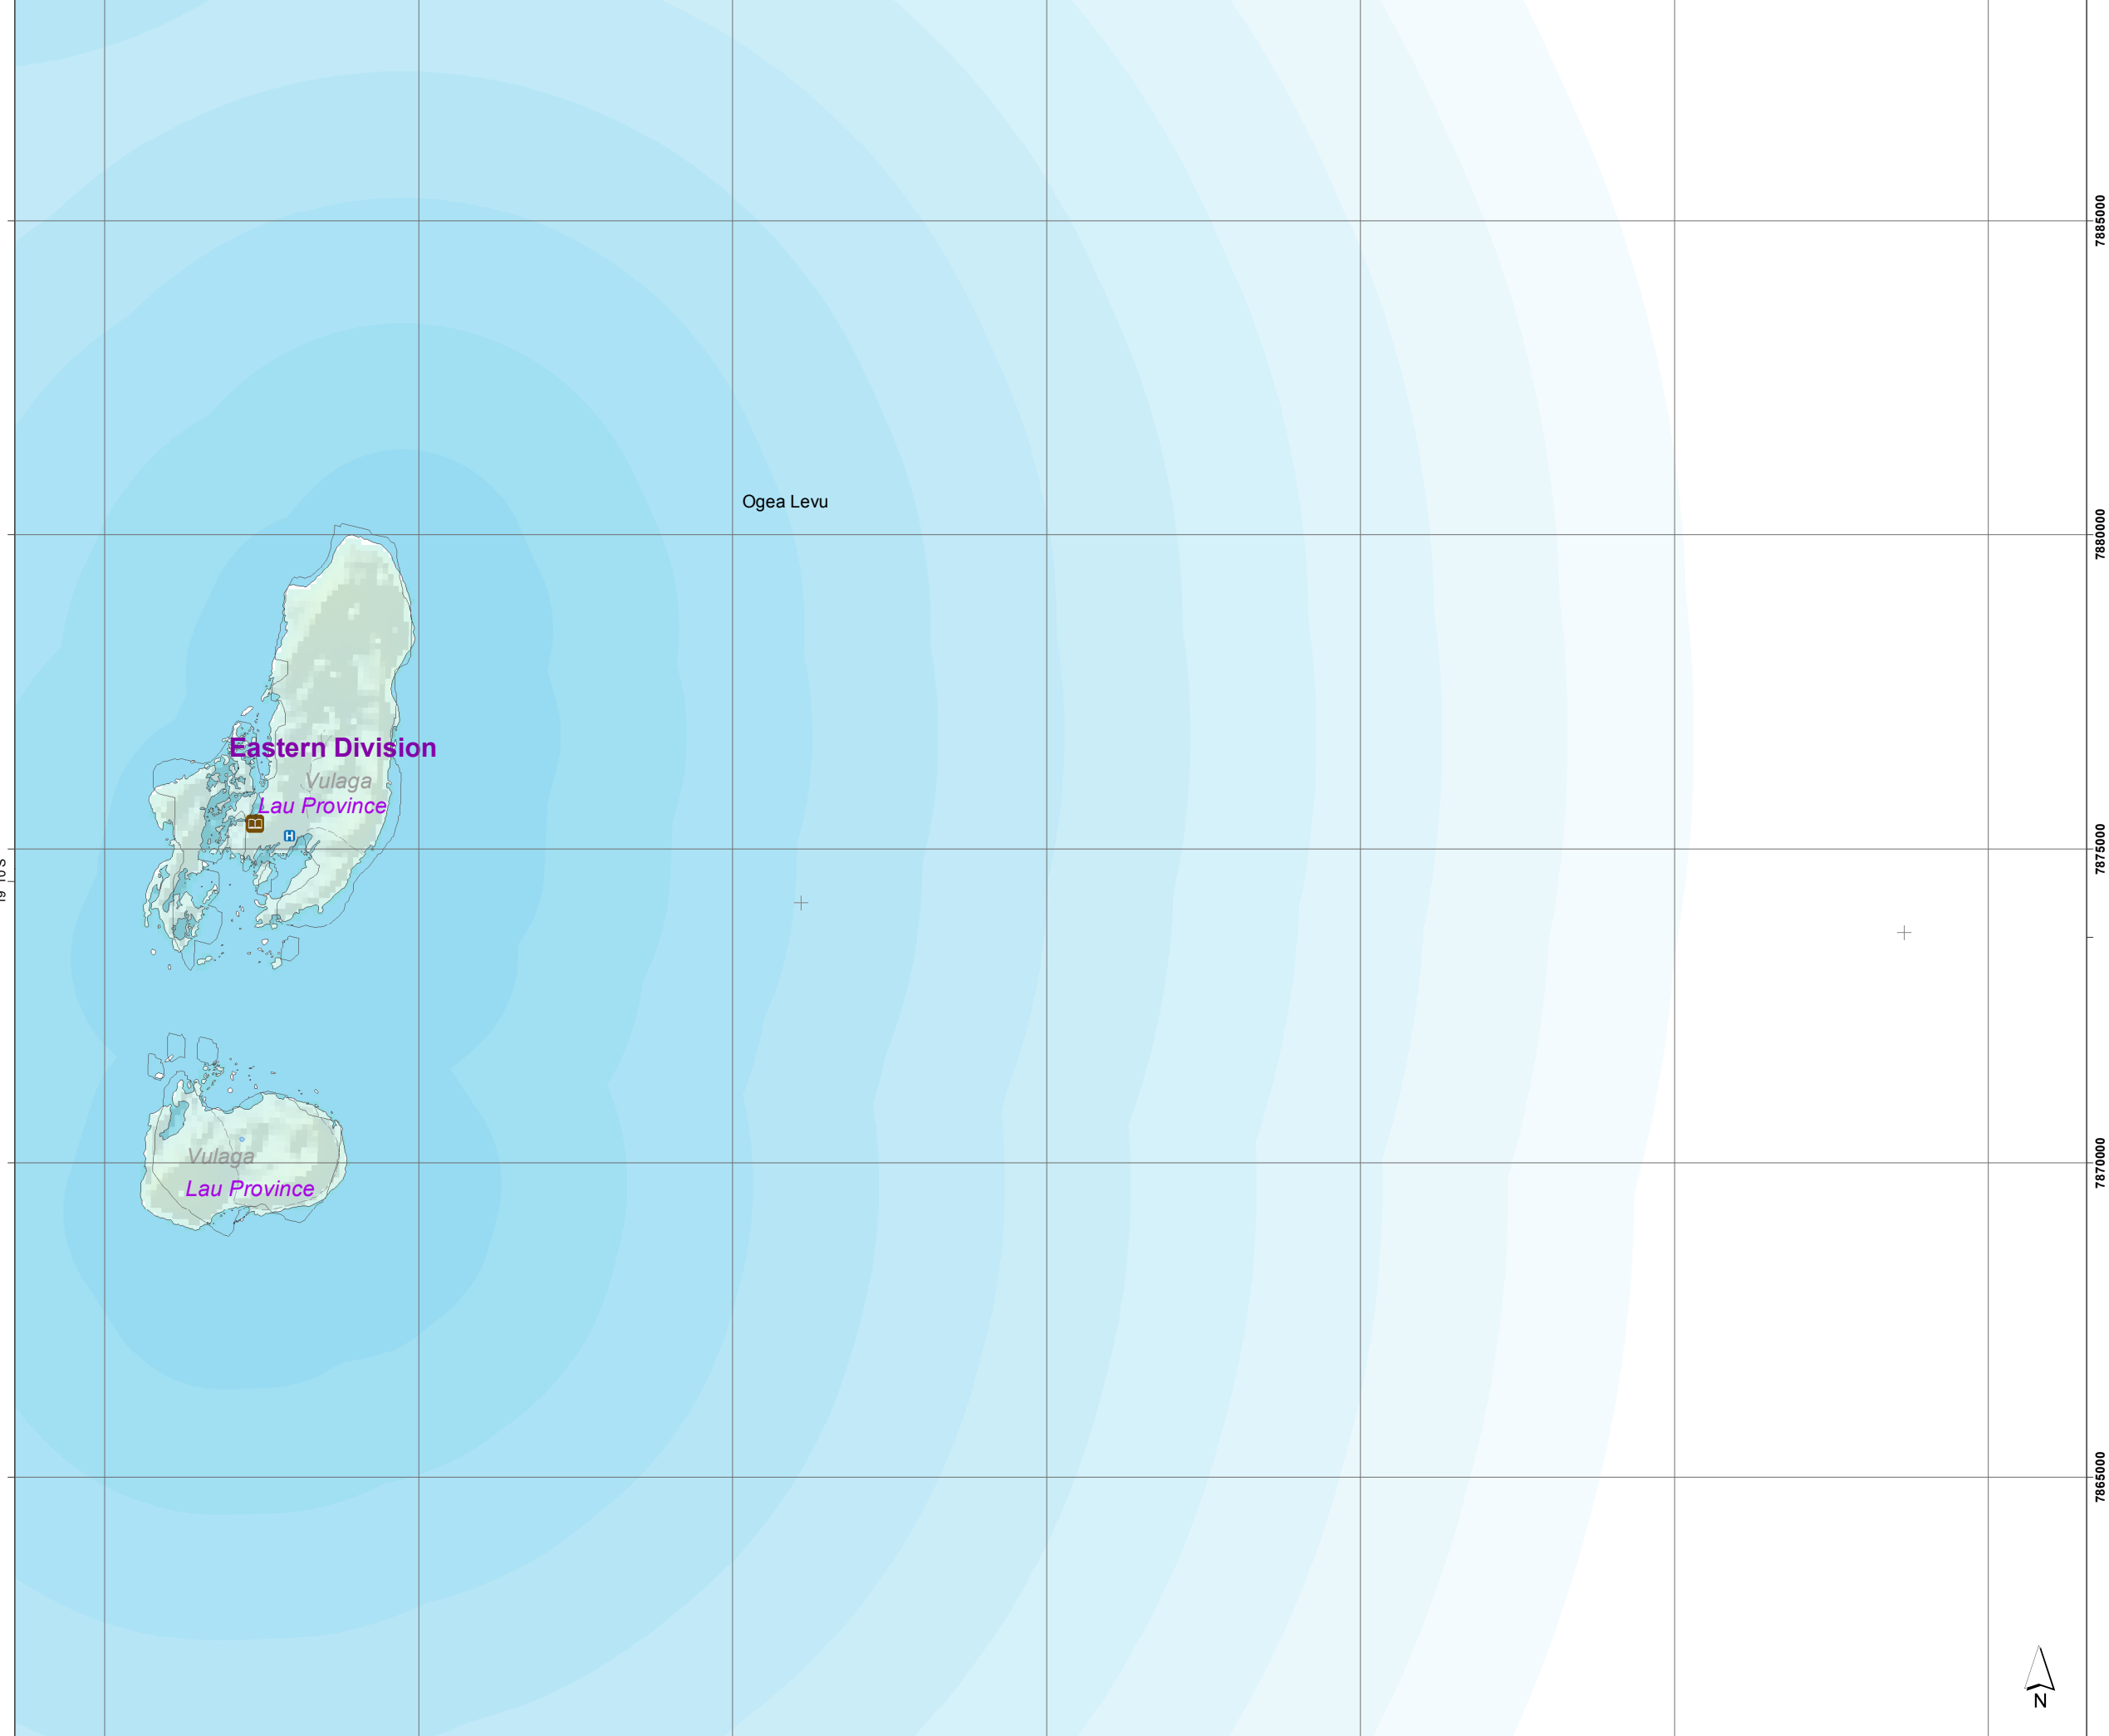 7885000
Ogea Levu
7880000
Eastern Division
Vulaga
Lau Province
B
H
7875000
Vulaga
7870000
Lau Province
7865000
N